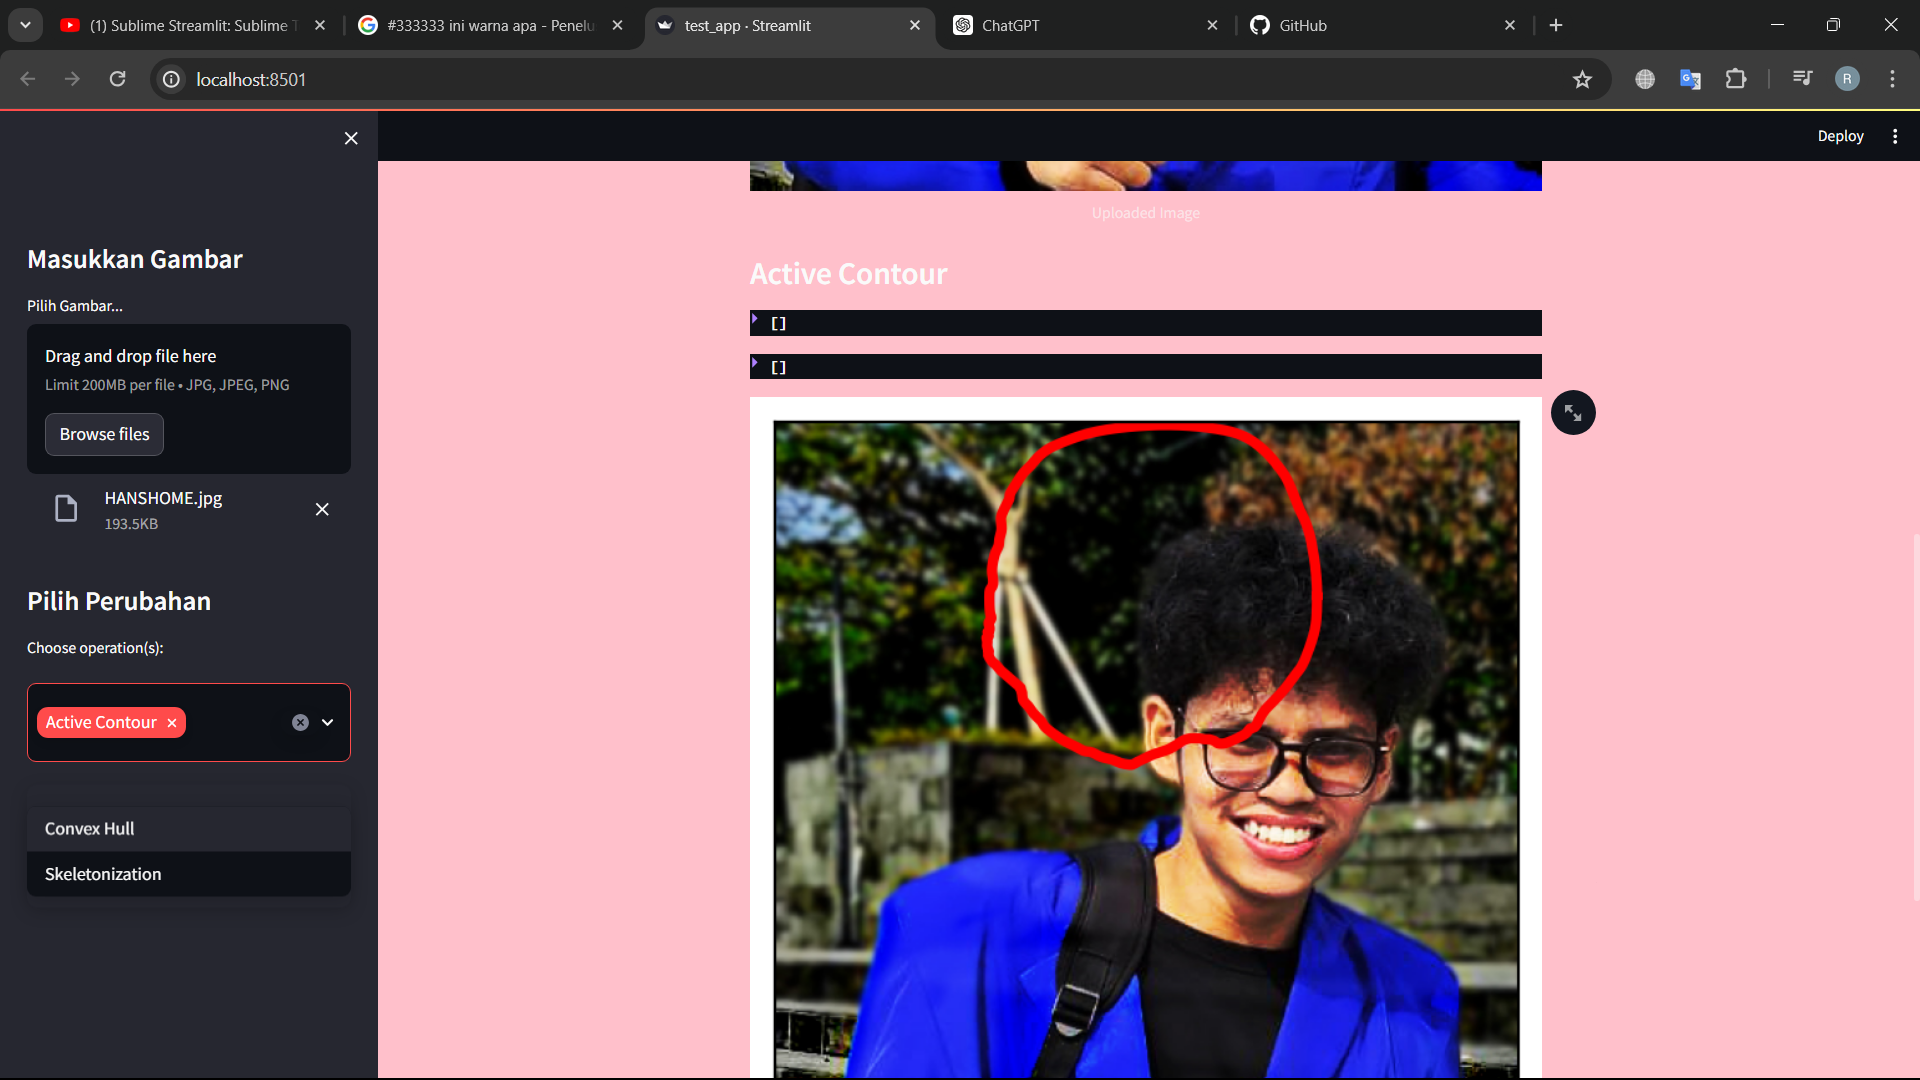 (1) Sublime Streamlit: Sublime T
#333333 ini warna apa - Penelu
test_app · Streamlit
ChatGPT
GitHub
localhost:8501
R
Deploy
Masukkan Gambar
Pilih Gambar...
Drag and drop file here
Limit 200MB per file • JPG, JPEG, PNG
Browse files
HANSHOME.jpg
193.5KB
Pilih Perubahan
Choose operation(s):
Active Contour
Convex Hull
Skeletonization
Uploaded Image
Active Contour
[]
[]